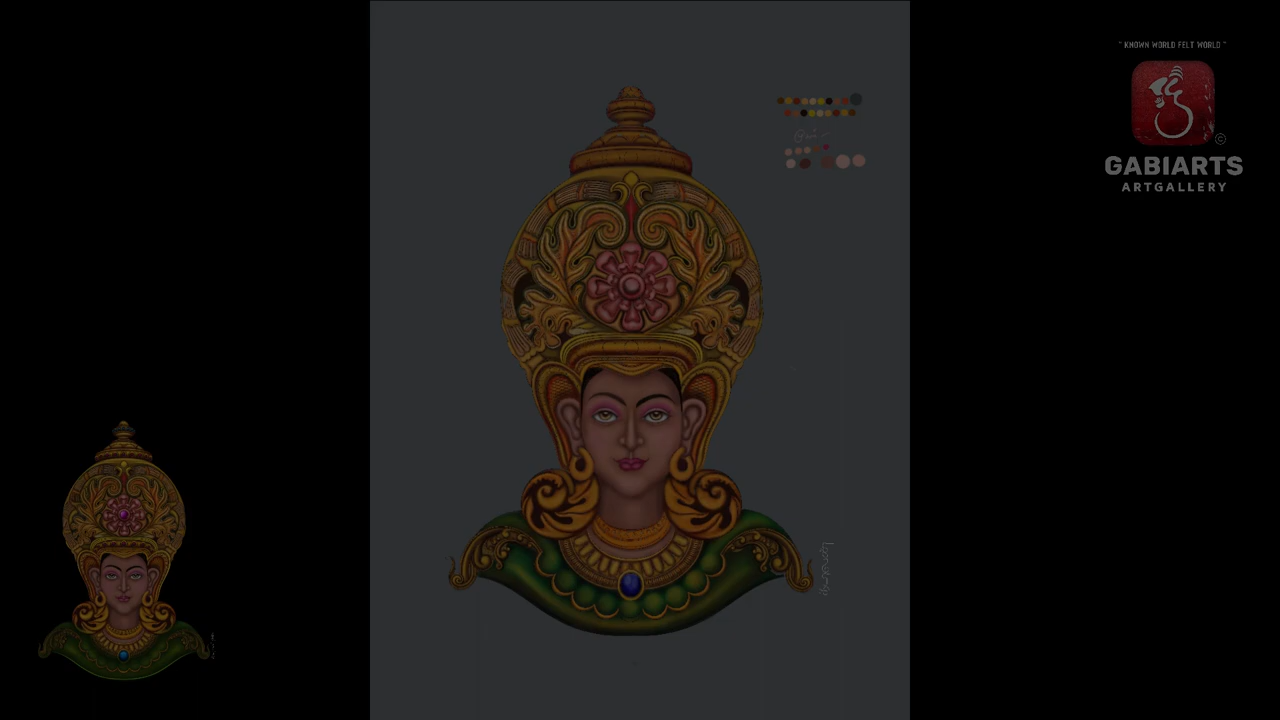 " KNOWN WORLD FELT WORLD "
©
GABIARTS
ARTGALLERY